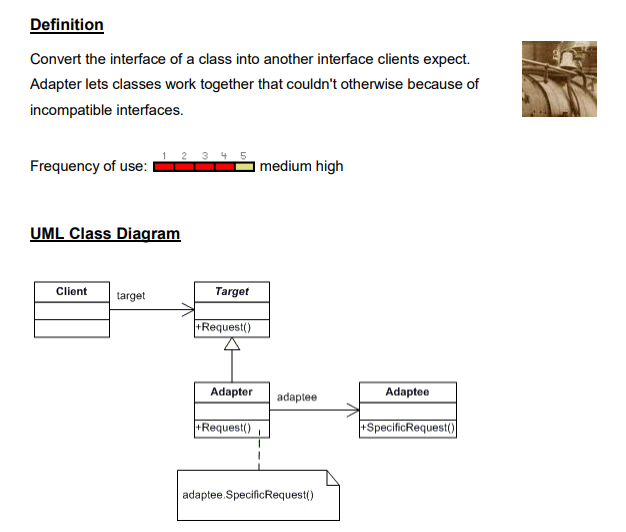 Definition
Convert the interface of a class into another interface clients expect.
Adapter lets classes work together that couldn't otherwise because of
incompatible interfaces.
1 2 3 4 5
Frequency of use: medium high
UML Class Diagram
Client
target
Target
+Request()
Adapter
adaptee
Adaptee
+Request()
+SpecificRequest()
adaptee.SpecificRequest()